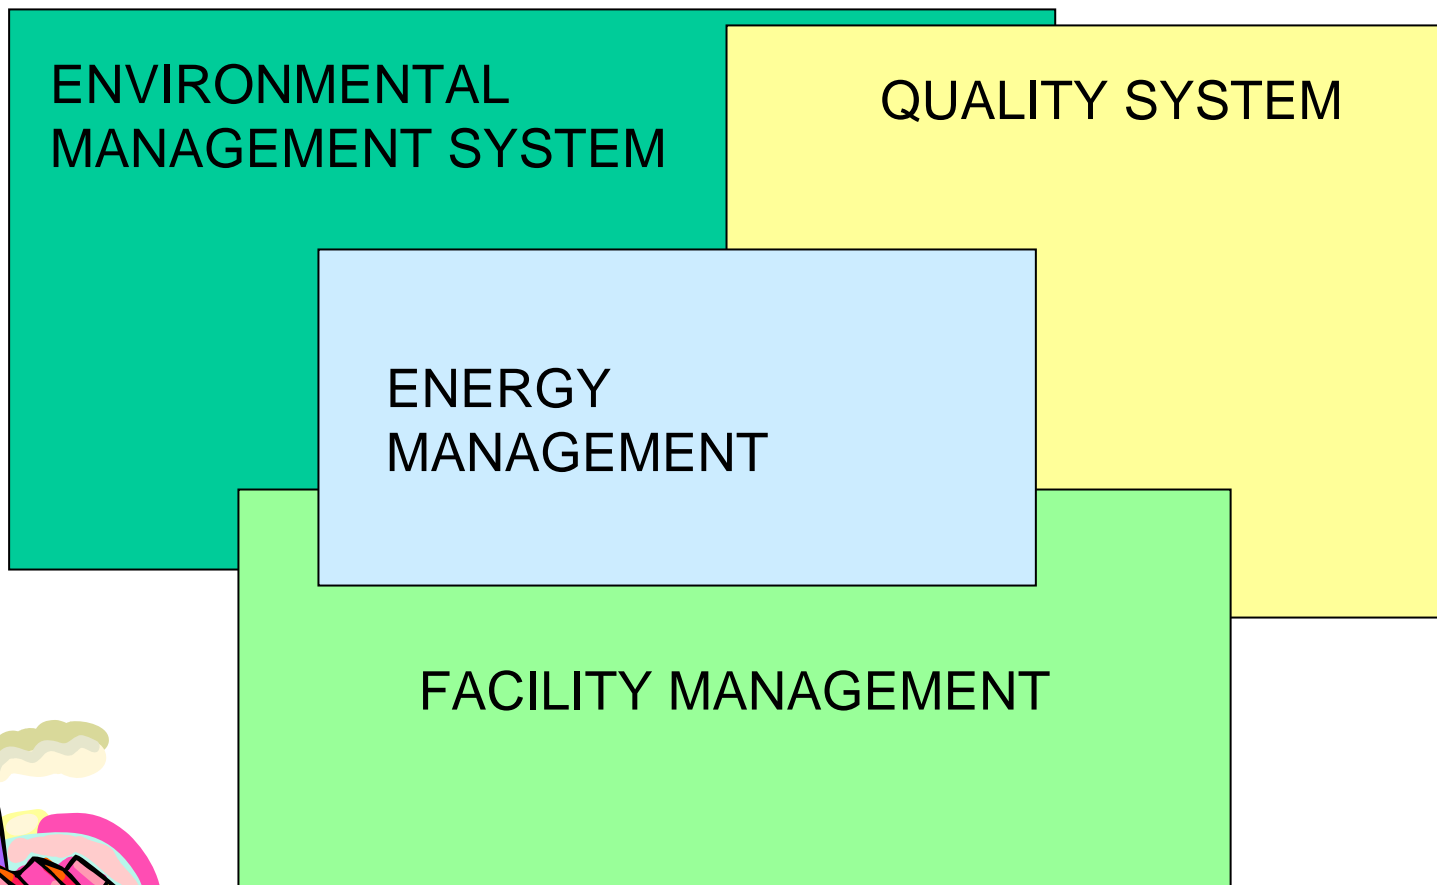 ENVIRONMENTAL
MANAGEMENT SYSTEM
QUALITY SYSTEM
ENERGY
MANAGEMENT
FACILITY MANAGEMENT